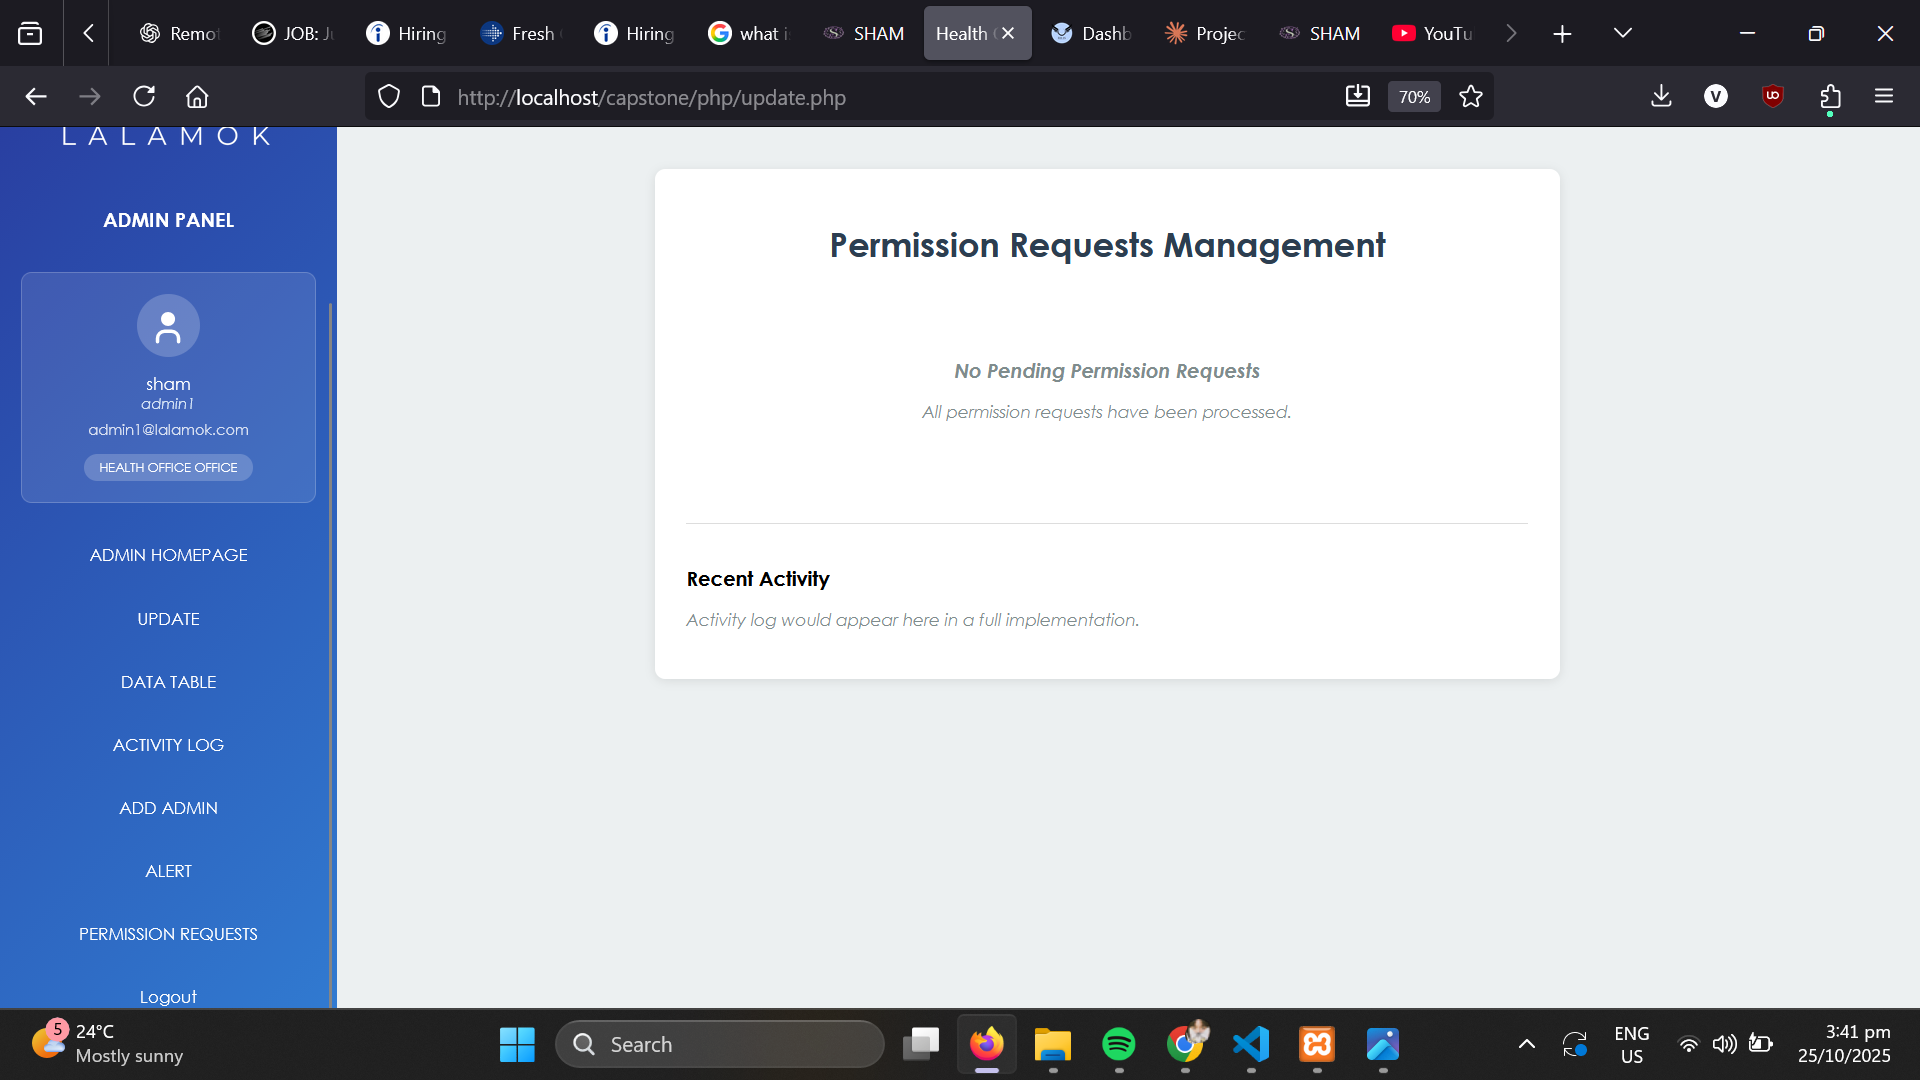 Remo
JOB: Ju
Hiring
Fresh
Hiring
what i
SHAM
Health
Dashb
Projec
SHAM
YouTu
http://localhost/capstone/php/update.php
70%
V
LALAMOK
ADMIN PANEL
sham
admin1
admin1@lalamok.com
HEALTH OFFICE OFFICE
ADMIN HOMEPAGE
UPDATE
DATA TABLE
ACTIVITY LOG
ADD ADMIN
ALERT
PERMISSION REQUESTS
Logout
Permission Requests Management
No Pending Permission Requests
All permission requests have been processed.
Recent Activity
Activity log would appear here in a full implementation.
5
24°C
Mostly sunny
Search
ENG
US
3:41 pm
25/10/2025